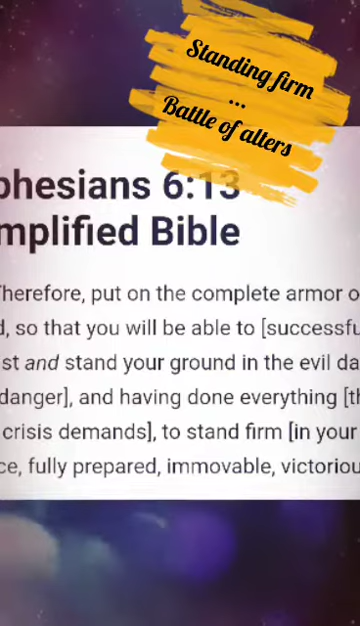 Standing firm
...
Battle of alters
phesians 6:13
mplified Bible
Therefore, put on the complete armor o
d, so that you will be able to [successfu
st and stand your ground in the evil da
danger], and having done everything [th
crisis demands], to stand firm [in your
ce, fully prepared, immovable, victoriou